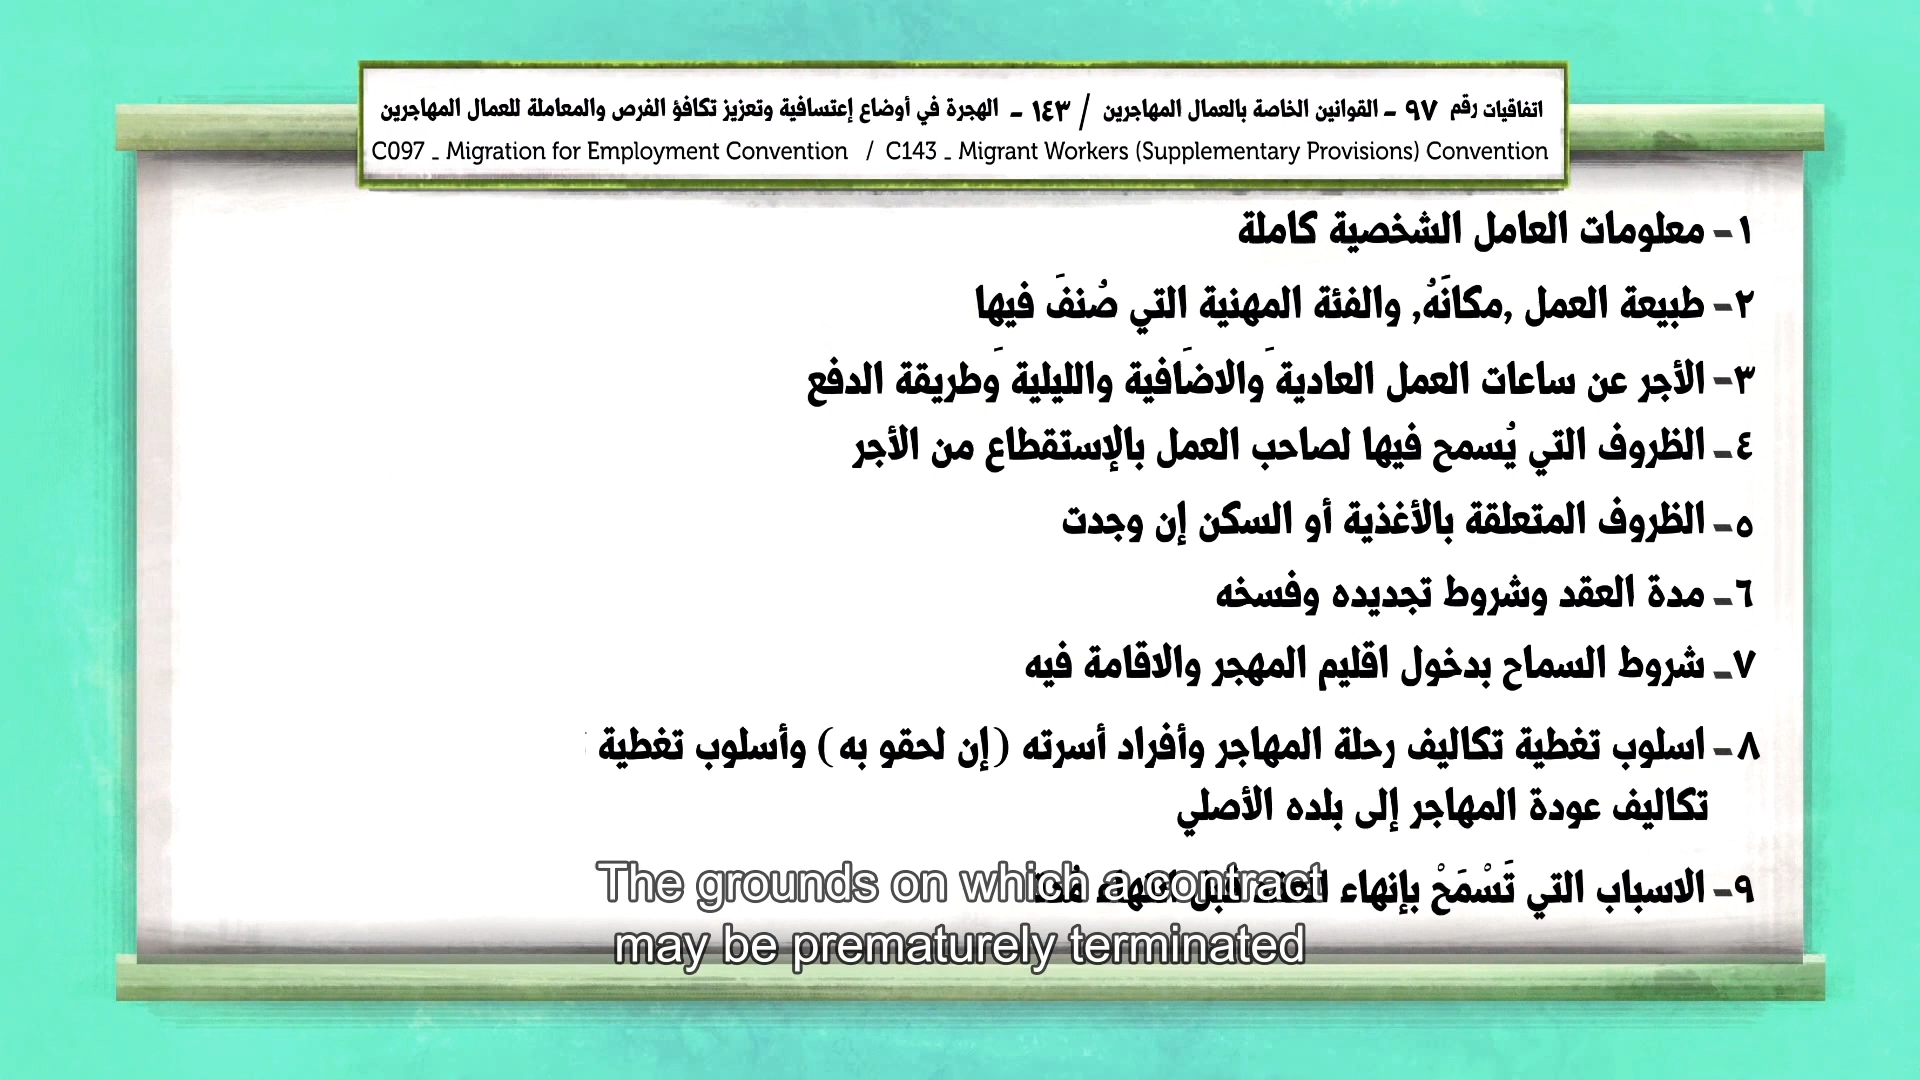 اتفاقيات رقم ٩٧ - القوانين الخاصة بالعمال المهاجرين / ١٤٣ - الهجرة في أوضاع إعتسافية وتعزيز تكافؤ الفرص والمعاملة للعمال المهاجرين
C097 - Migration for Employment Convention / C143 - Migrant Workers (Supplementary Provisions) Convention
١- معلومات العامل الشخصية كاملة
٢- طبيعة العمل ,مكانَهُ, والفئة المهنية التي صُنفَ فيها
٣- الأجر عن ساعات العمل العادية َوالاضَافية والليلية َوطريقة الدفع
٤- الظروف التي يُسمح فيها لصاحب العمل بالإستقطاع من الأجر
٥- الظروف المتعلقة بالأغذية أو السكن إن وجدت
٦- مدة العقد وشروط تجديده وفسخه
٧- شروط السماح بدخول اقليم المهجر والاقامة فيه
٨- اسلوب تغطية تكاليف رحلة المهاجر وأفراد أسرته (إن لحقو به) وأسلوب تغطية
تكاليف عودة المهاجر إلى بلده الأصلي
٩- الاسباب التي تَسْمَحْ بإنهاء
The grounds on which a contract
may be prematurely terminated